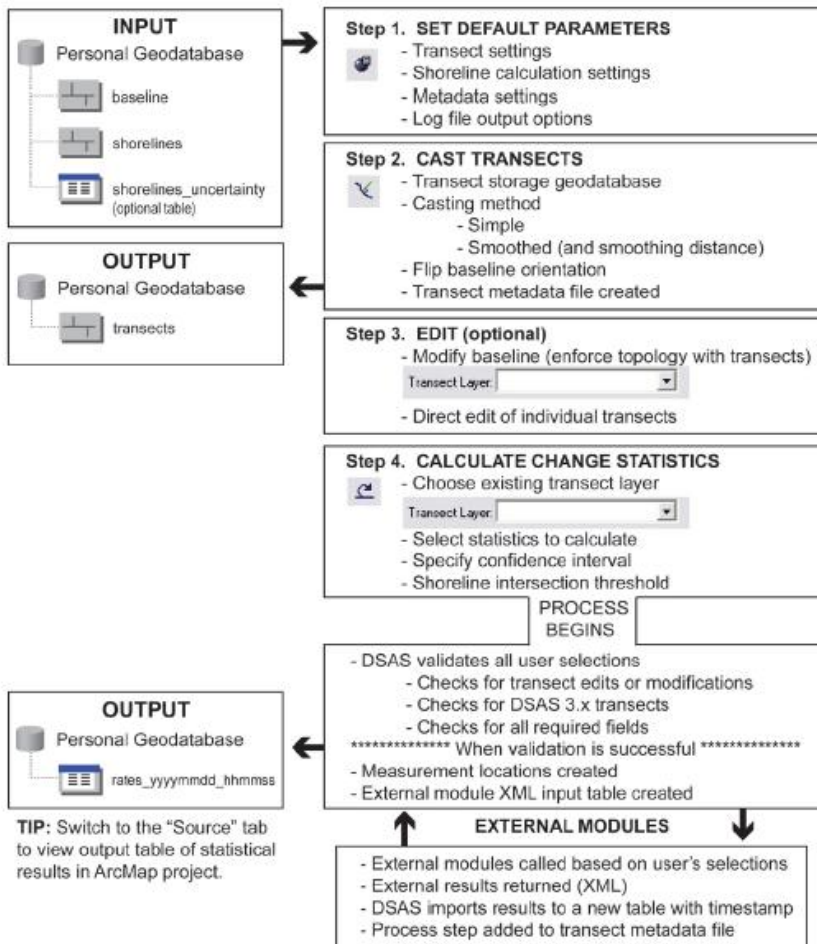 INPUT
Personal Geodatabase
baseline
shorelines
shorelines_uncertainty
(optional table)
Step 1. SET DEFAULT PARAMETERS
- Transect settings
- Shoreline calculation settings
- Metadata settings
- Log file output options
Step 2. CAST TRANSECTS
- Transect storage geodatabase
- Casting method
- Simple
- Smoothed (and smoothing distance)
- Flip baseline orientation
- Transect metadata file created
OUTPUT
Personal Geodatabase
transects
Step 3. EDIT (optional)
- Modify baseline (enforce topology with transects)
Transect Layer:
- Direct edit of individual transects
Step 4. CALCULATE CHANGE STATISTICS
- Choose existing transect layer
Transect Layer:
- Select statistics to calculate
- Specify confidence interval
- Shoreline intersection threshold
PROCESS
BEGINS
- DSAS validates all user selections
- Checks for transect edits or modifications
- Checks for DSAS 3.x transects
- Checks for all required fields
************** When validation is successful **************
- Measurement locations created
- External module XML input table created
OUTPUT
Personal Geodatabase
rates_yyyymmdd_hhmmss
TIP: Switch to the “Source” tab
to view output table of statistical
results in ArcMap project.
EXTERNAL MODULES
- External modules called based on user’s selections
- External results returned (XML)
- DSAS imports results to a new table with timestamp
- Process step added to transect metadata file